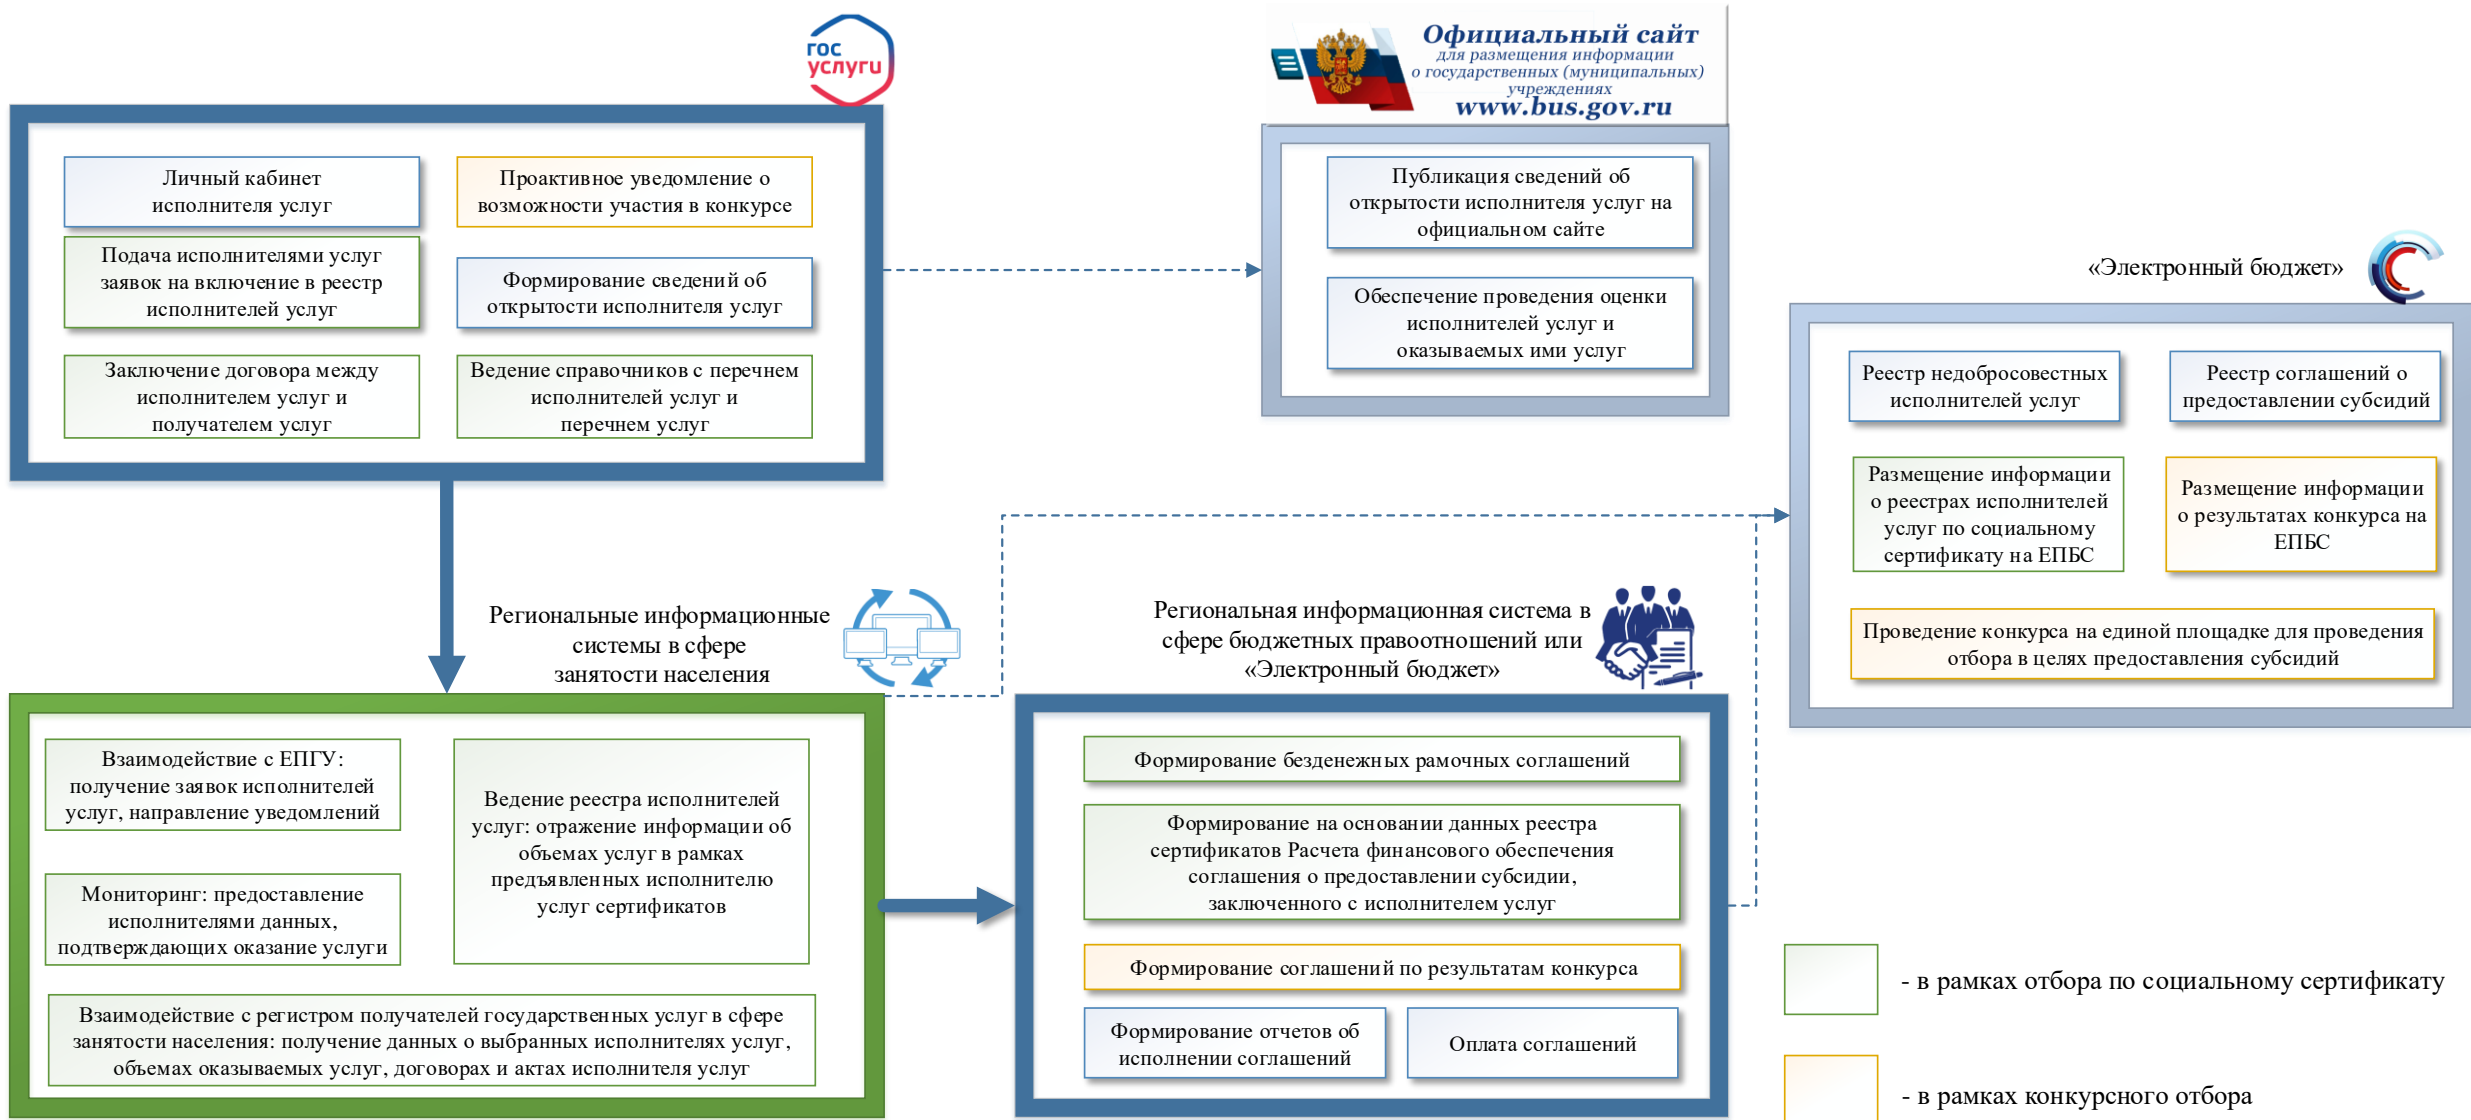 гос
услуги
Личный кабинет
исполнителя услуг
Проактивное уведомление о
возможности участия в конкурсе
Подача исполнителями услуг
заявок на включение в реестр
исполнителей услуг
Формирование сведений об
открытости исполнителя услуг
Заключение договора между
исполнителем услуг и
получателем услуг
Ведение справочников с перечнем
исполнителей услуг и
перечнем услуг
Официальный сайт
для размещения информации
о государственных (муниципальных)
учреждениях
www.bus.gov.ru
Публикация сведений об
открытости исполнителя услуг на
официальном сайте
Обеспечение проведения оценки
исполнителей услуг и
оказываемых ими услуг
«Электронный бюджет»
Реестр недобросовестных
исполнителей услуг
Реестр соглашений о
предоставлении субсидий
Размещение информации
о реестрах исполнителей
услуг по социальному
сертификату на ЕПБС
Размещение информации
о результатах конкурса на
ЕПБС
Проведение конкурса на единой площадке для проведения
отбора в целях предоставления субсидий
Региональные информационные
системы в сфере
занятости населения
Взаимодействие с ЕПГУ:
получение заявок исполнителей
услуг, направление уведомлений
Ведение реестра исполнителей
услуг: отражение информации об
объемах услуг в рамках
предъявленных исполнителю
услуг сертификатов
Мониторинг: предоставление
исполнителями данных,
подтверждающих оказание услуги
Взаимодействие с регистром получателей государственных услуг в сфере
занятости населения: получение данных о выбранных исполнителях услуг,
объемах оказываемых услуг, договорах и актах исполнителя услуг
Региональная информационная система в
сфере бюджетных правоотношений или
«Электронный бюджет»
Формирование безденежных рамочных соглашений
Формирование на основании данных реестра
сертификатов Расчета финансового обеспечения
соглашения о предоставлении субсидии,
заключенного с исполнителем услуг
Формирование соглашений по результатам конкурса
Формирование отчетов об
исполнении соглашений
Оплата соглашений
- в рамках отбора по социальному сертификату
- в рамках конкурсного отбора